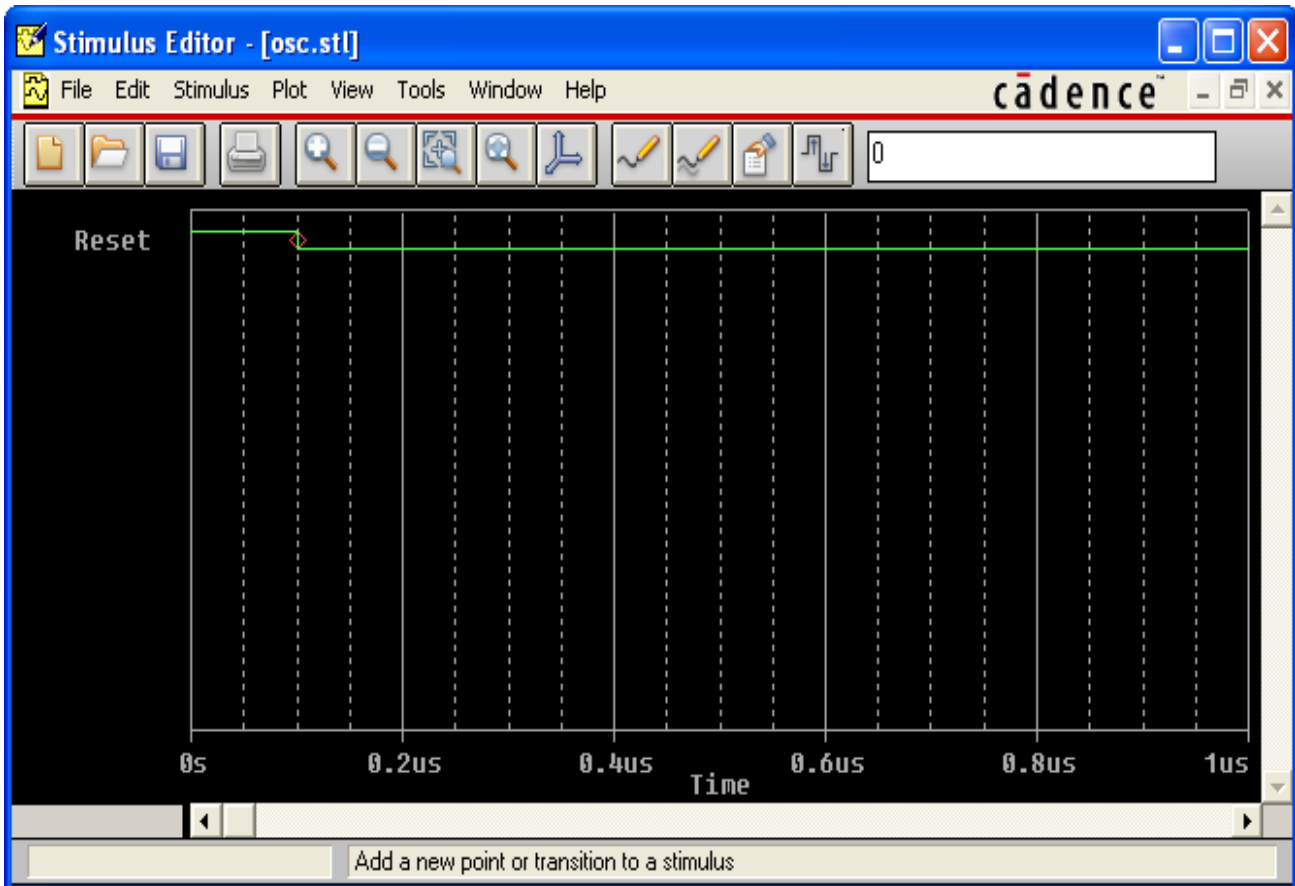 Stimulus Editor - [osc.stl]
File Edit Stimulus Plot View Tools Window Help
cādence™
0
Reset
0s 0.2us 0.4us 0.6us 0.8us 1us
Time
Add a new point or transition to a stimulus